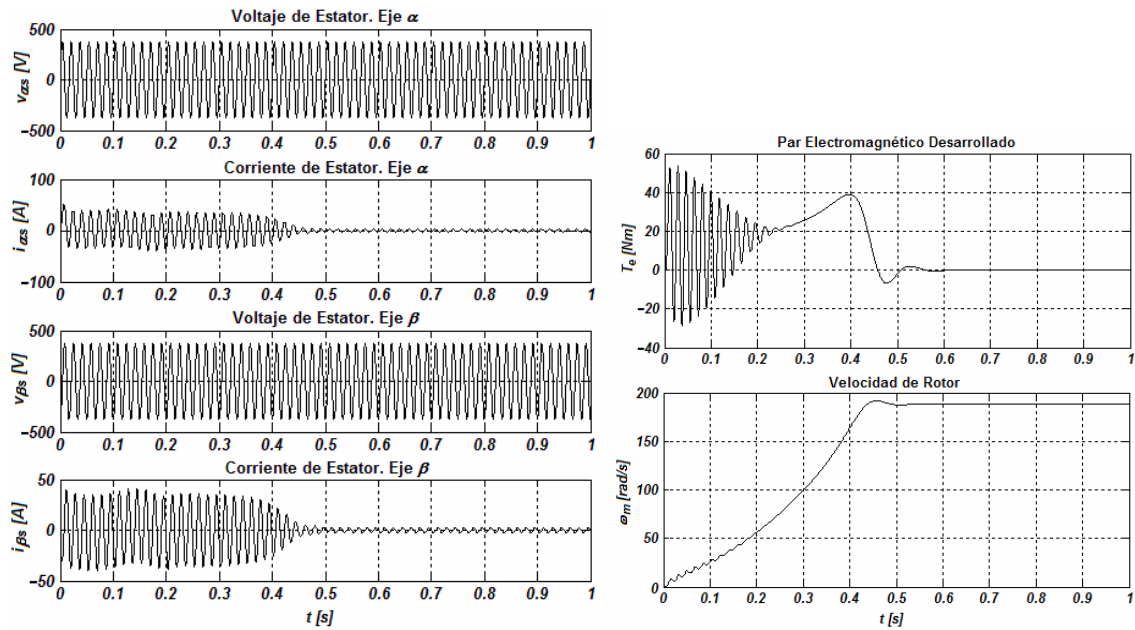 Voltaje de Estator. Eje α
vαs [V]
500
0
−500
0 0.1 0.2 0.3 0.4 0.5 0.6 0.7 0.8 0.9 1
Corriente de Estator. Eje α
iαs [A]
100
0
−100
0 0.1 0.2 0.3 0.4 0.5 0.6 0.7 0.8 0.9 1
Voltaje de Estator. Eje β
vβs [V]
500
0
−500
0 0.1 0.2 0.3 0.4 0.5 0.6 0.7 0.8 0.9 1
Corriente de Estator. Eje β
iβs [A]
50
0
−50
0 0.1 0.2 0.3 0.4 0.5 0.6 0.7 0.8 0.9 1
t [s]
Par Electromagnético Desarrollado
Te [Nm]
60
40
20
0
−20
−40
0 0.1 0.2 0.3 0.4 0.5 0.6 0.7 0.8 0.9 1
Velocidad de Rotor
ωm [rad/s]
200
150
100
50
0
0 0.1 0.2 0.3 0.4 0.5 0.6 0.7 0.8 0.9 1
t [s]